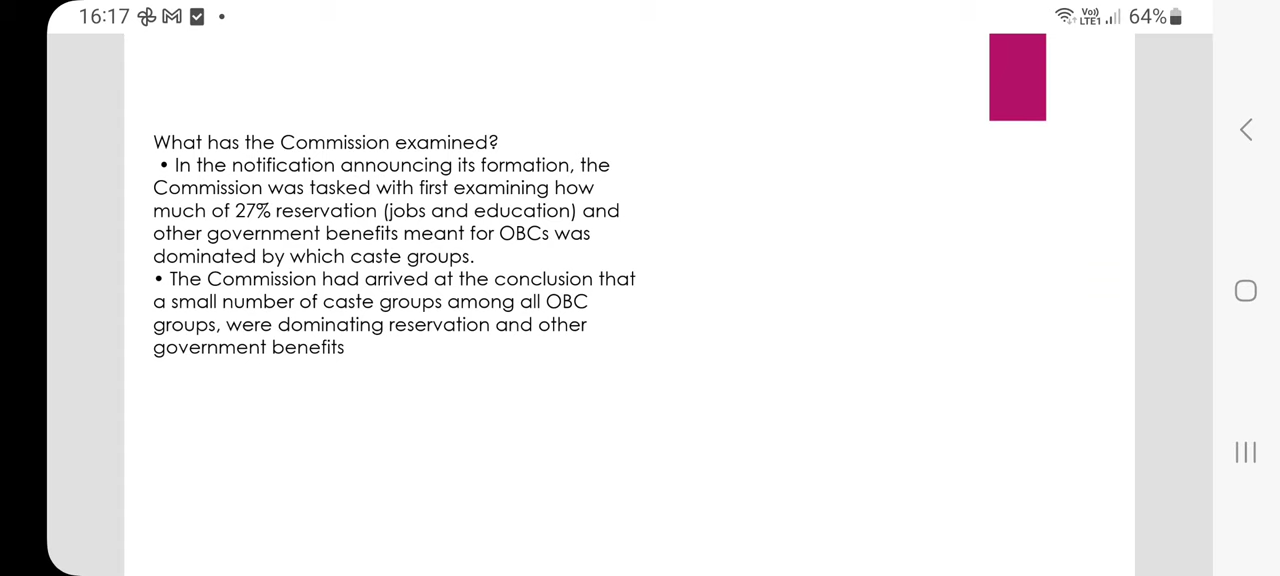 16:17
Vo))
LTE1
64%
What has the Commission examined?
• In the notification announcing its formation, the
Commission was tasked with first examining how
much of 27% reservation (jobs and education) and
other government benefits meant for OBCs was
dominated by which caste groups.
• The Commission had arrived at the conclusion that
a small number of caste groups among all OBC
groups, were dominating reservation and other
government benefits